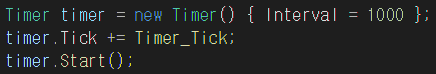 Timer timer = new Timer() { Interval = 1000 };
timer.Tick += Timer_Tick;
timer.Start();